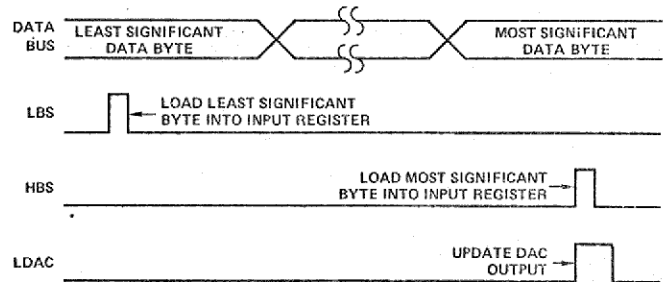 DATA
BUS
LEAST SIGNIFICANT
DATA BYTE
MOST SIGNIFICANT
DATA BYTE
LBS
LOAD LEAST SIGNIFICANT
BYTE INTO INPUT REGISTER
HBS
LOAD MOST SIGNIFICANT
BYTE INTO INPUT REGISTER
LDAC
UPDATE DAC
OUTPUT